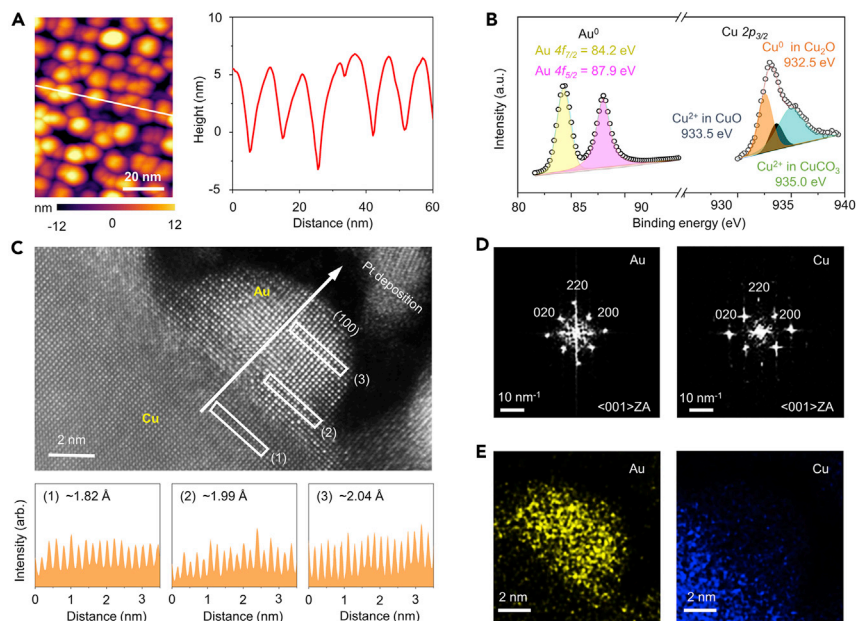 A
20 nm
nm
-12
0
12
Height (nm)
10
5
0
-5
0
20
40
60
Distance (nm)
B
Intensity (a.u.)
Au⁰
Au 4f7/2 = 84.2 eV
Au 4f5/2 = 87.9 eV
Cu 2p3/2
Cu⁰ in Cu₂O
932.5 eV
Cu²⁺ in CuO
933.5 eV
Cu²⁺ in CuCO₃
935.0 eV
80
85
90
930
935
940
Binding energy (eV)
C
Au
Pt deposition
(100)
(3)
(2)
(1)
Cu
2 nm
Intensity (arb.)
(1) ~1.82 Å
0
1
2
3
Distance (nm)
(2) ~1.99 Å
0
1
2
3
Distance (nm)
(3) ~2.04 Å
0
1
2
3
Distance (nm)
D
Au
220
020
200
10 nm⁻¹
<001>ZA
Cu
220
020
200
10 nm⁻¹
<001>ZA
E
Au
2 nm
Cu
2 nm